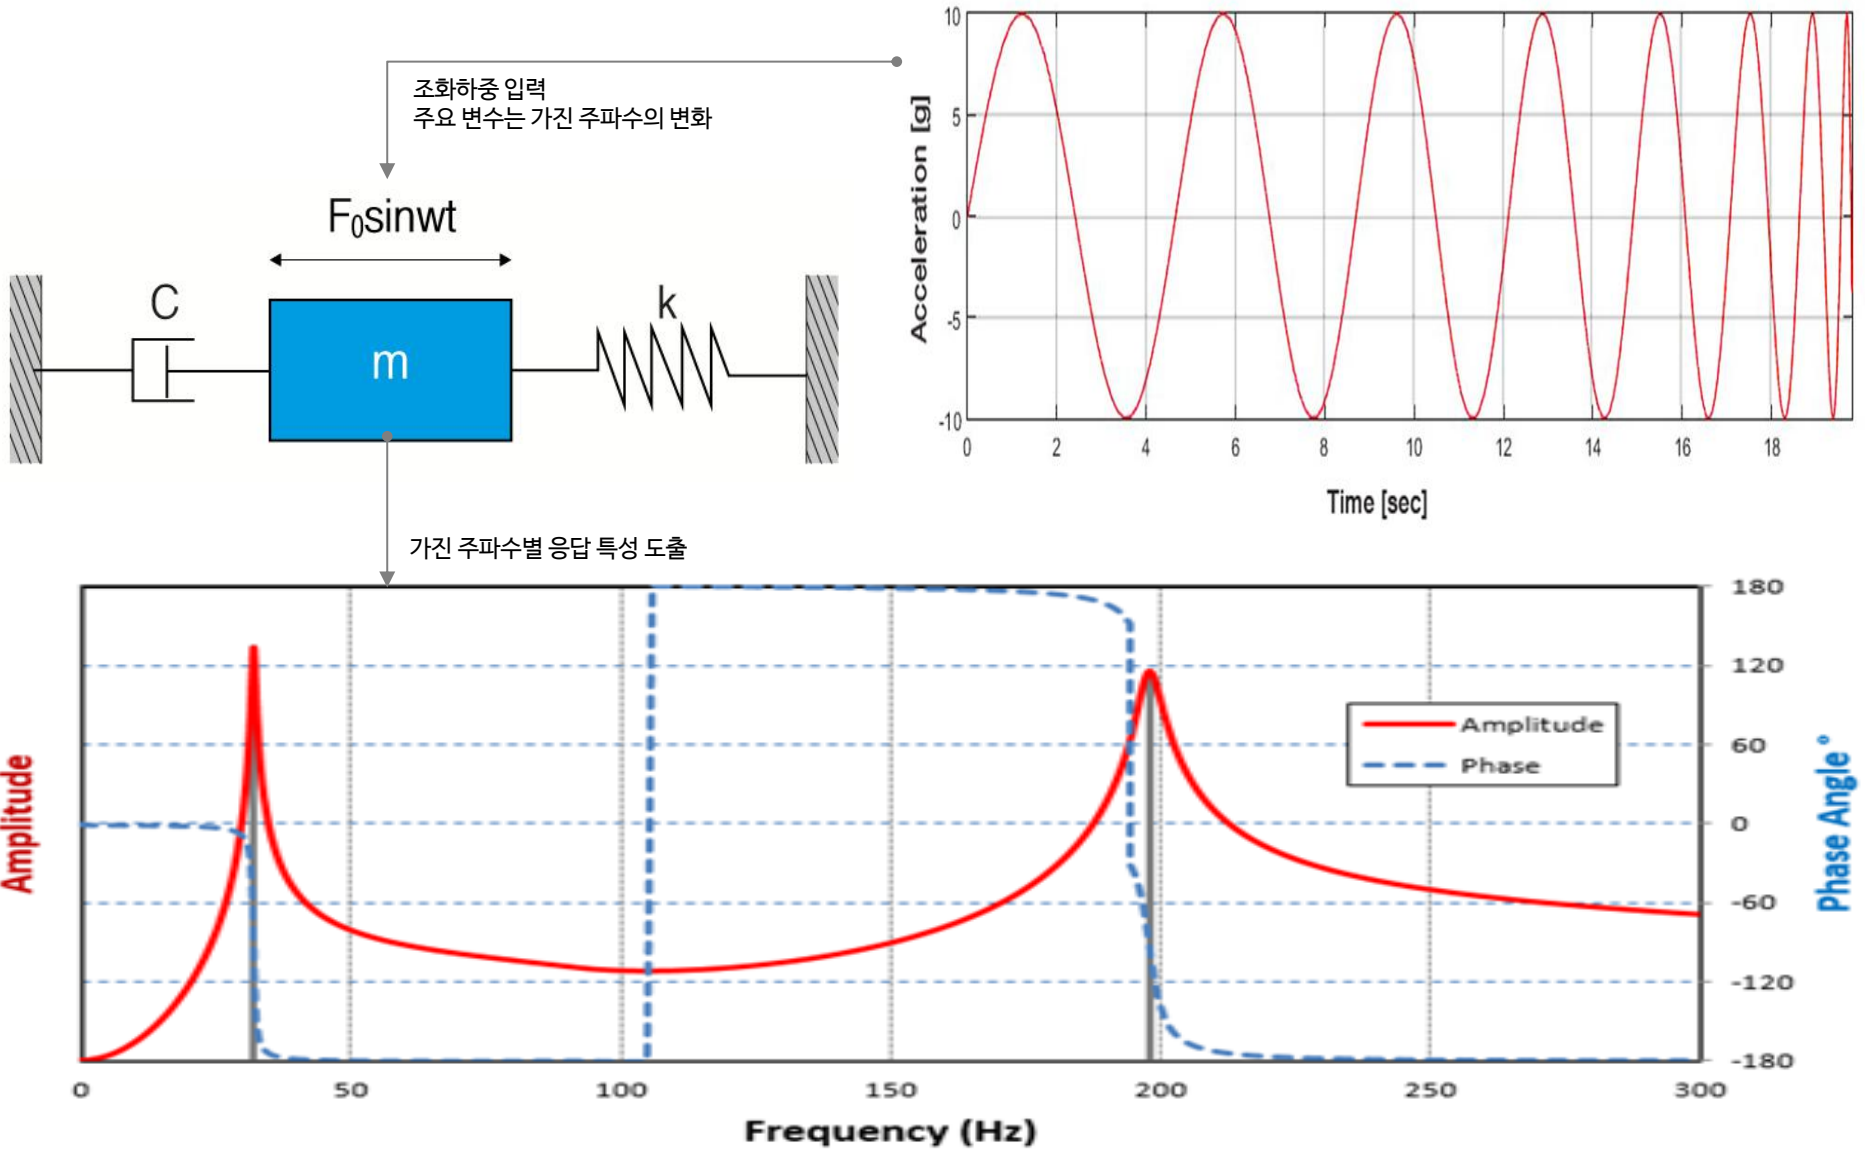 조화하중 입력
주요 변수는 가진 주파수의 변화
F₀sinwt
C
m
k
10
5
0
-5
-10
Acceleration [g]
0 2 4 6 8 10 12 14 16 18
Time [sec]
가진 주파수별 응답 특성 도출
Amplitude
180
120
60
0
-60
-120
-180
Phase Angle°
Amplitude
Phase
0 50 100 150 200 250 300
Frequency (Hz)